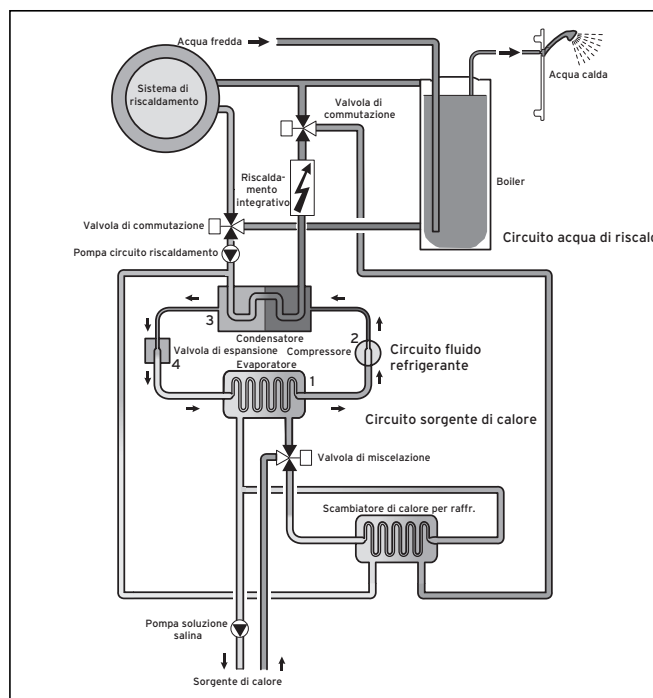 Acqua fredda
Acqua calda
Sistema di
riscaldamento
Valvola di
commutazione
Riscalda-
mento
integrativo
Boiler
Valvola di commutazione
Circuito acqua di riscald
Pompa circuito riscaldamento
3
Condensatore
2
Valvola di espansione
Compressore
4
Circuito fluido
refrigerante
Evaporatore
1
Circuito sorgente di calore
Valvola di miscelazione
Scambiatore di calore per raffr.
Pompa soluzione
salina
Sorgente di calore